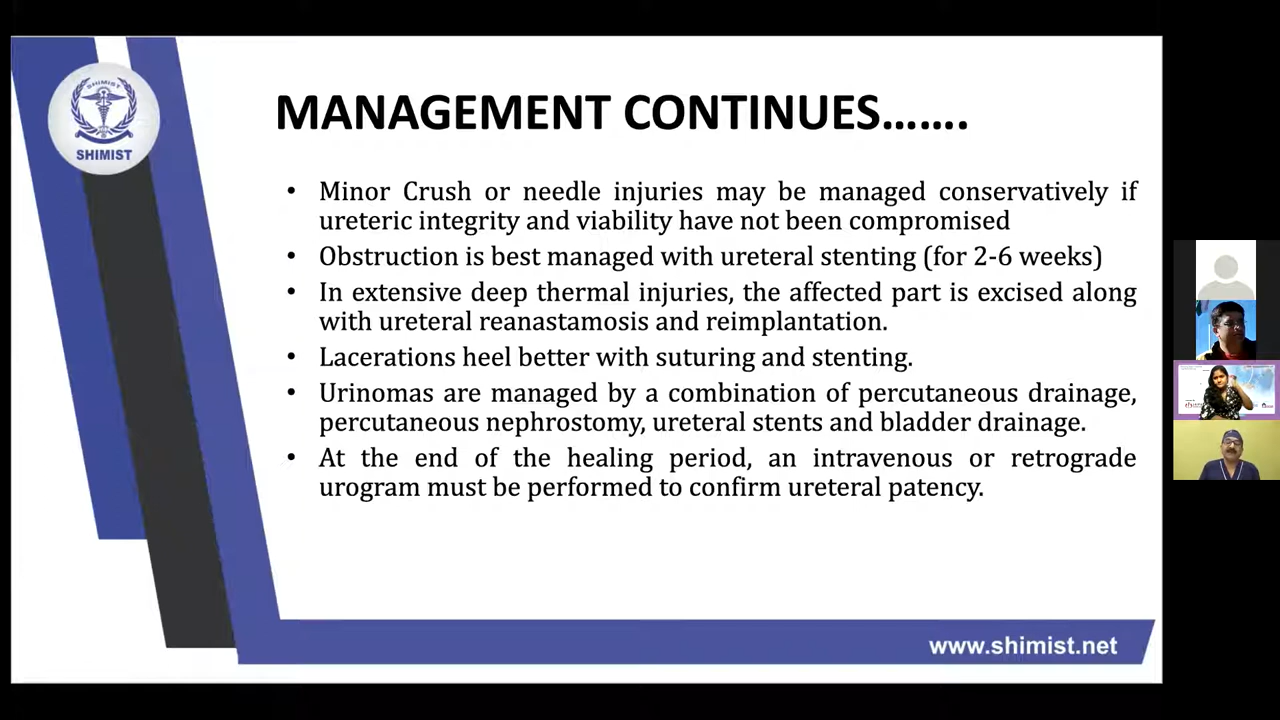 SHIMIST
SHIMIST
MANAGEMENT CONTINUES.......
• Minor Crush or needle injuries may be managed conservatively if
ureteric integrity and viability have not been compromised
• Obstruction is best managed with ureteral stenting (for 2-6 weeks)
• In extensive deep thermal injuries, the affected part is excised along
with ureteral reanastamosis and reimplantation.
• Lacerations heel better with suturing and stenting.
• Urinomas are managed by a combination of percutaneous drainage,
percutaneous nephrostomy, ureteral stents and bladder drainage.
• At the end of the healing period, an intravenous or retrograde
urogram must be performed to confirm ureteral patency.
www.shimist.net